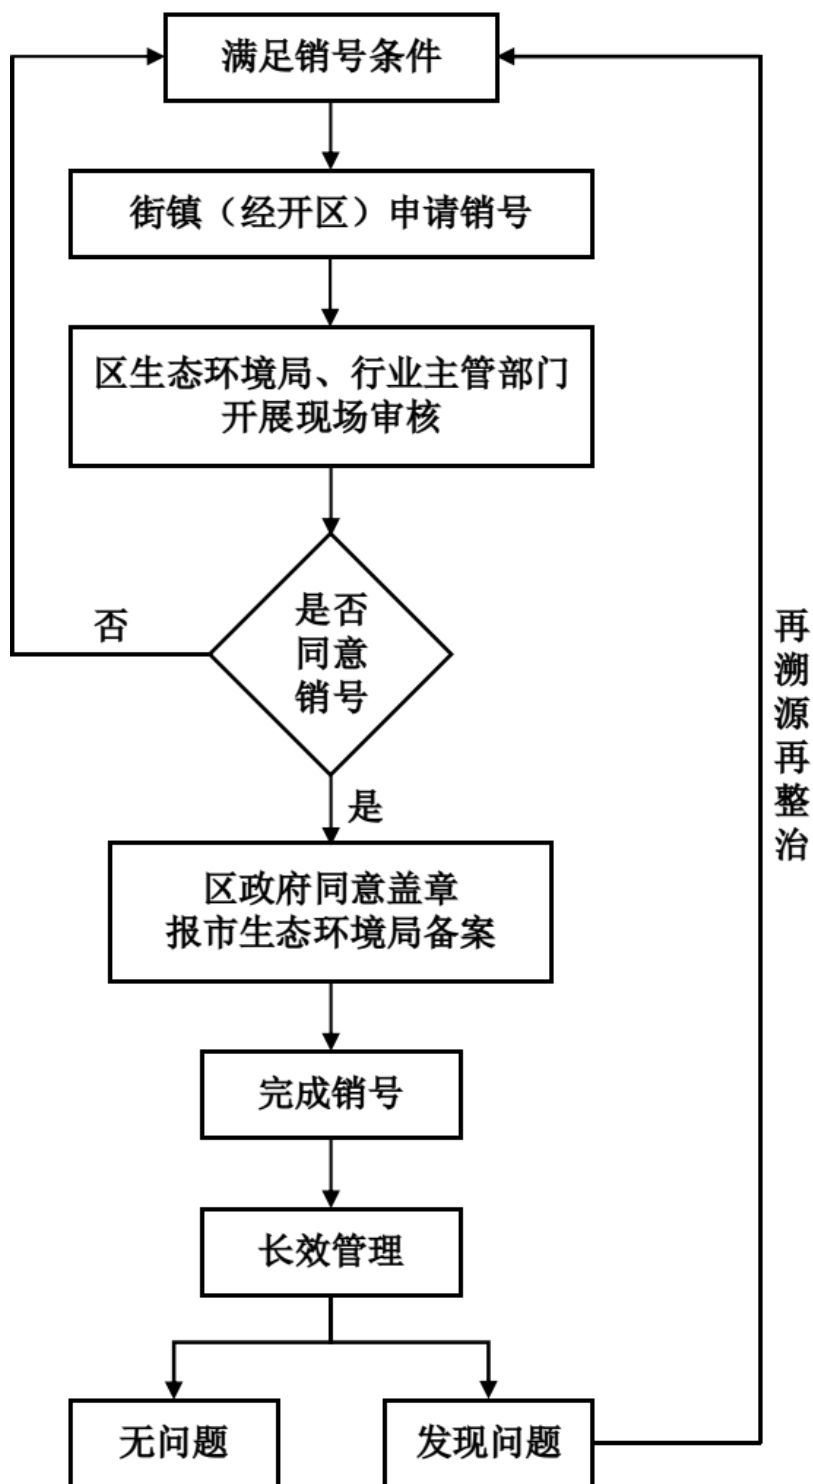 满足销号条件
街镇（经开区）申请销号
区生态环境局、行业主管部门
开展现场审核
是否
同意
销号
否
是
区政府同意盖章
报市生态环境局备案
完成销号
长效管理
无问题
发现问题
再溯源再整治